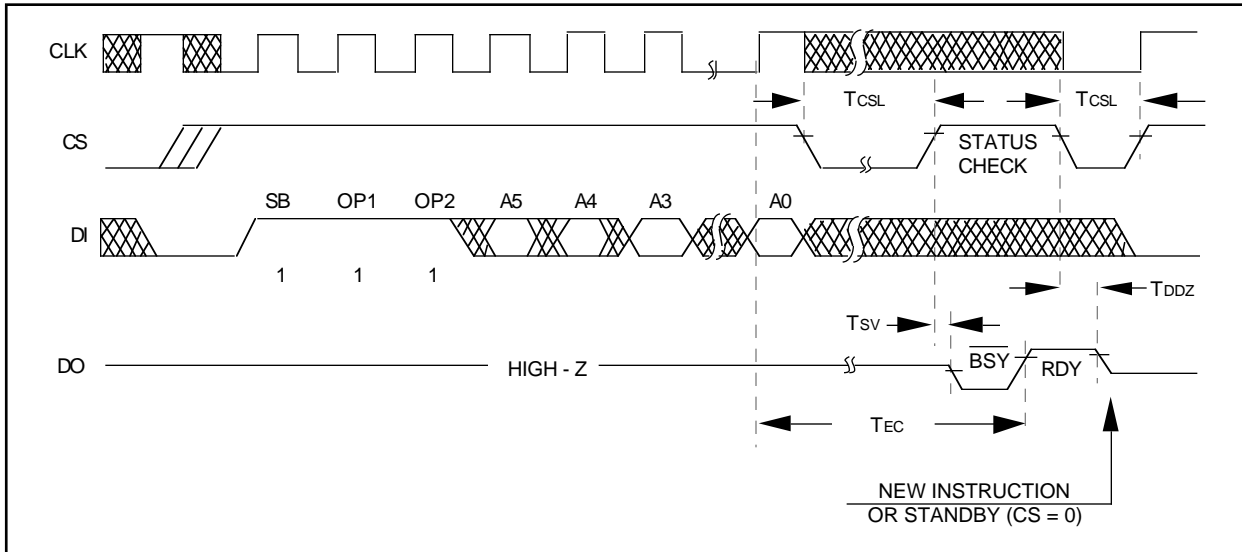 CLK
TCSL
TCSL
CS
STATUS
CHECK
SB OP1 OP2 A5 A4 A3 A0
DI
1 1 1
TDDZ
TSV
DO
HIGH - Z
BSY
RDY
TEC
NEW INSTRUCTION
OR STANDBY (CS = 0)